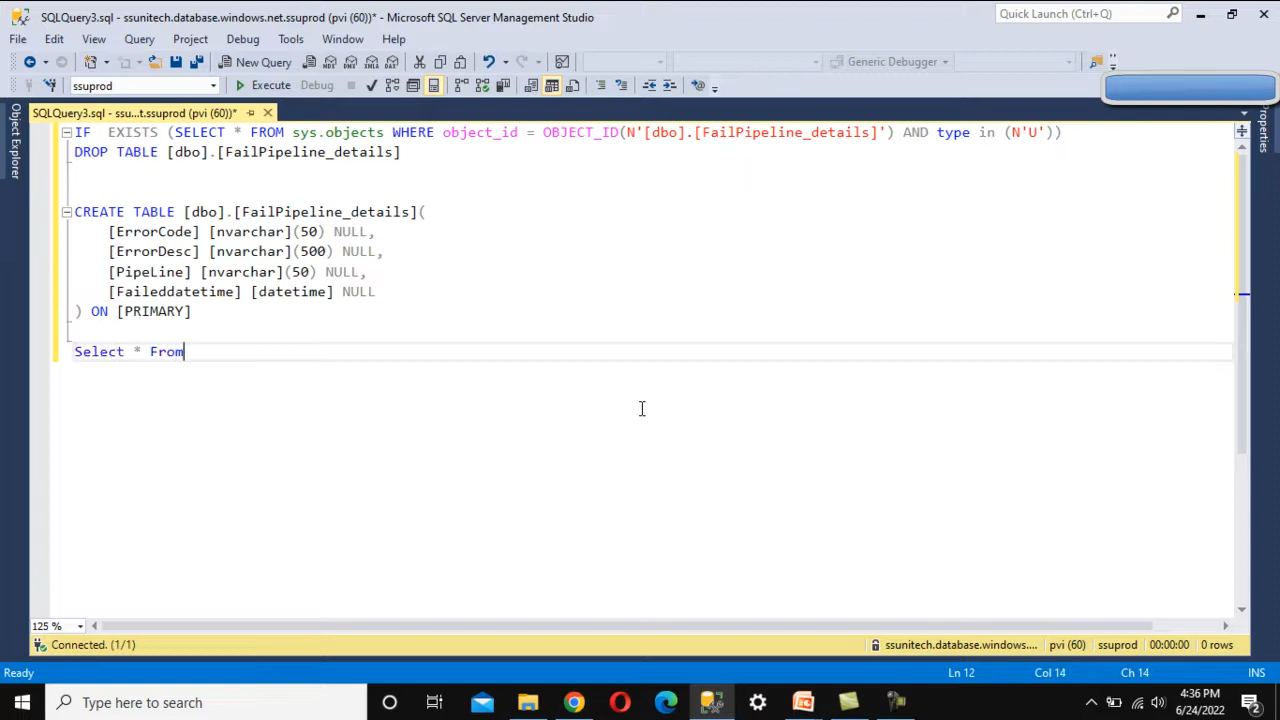 SQLQuery3.sql - ssunitech.database.windows.net.ssuprod (pvi (60))* - Microsoft SQL Server Management Studio
Quick Launch (Ctrl+Q)
File Edit View Query Project Debug Tools Window Help
New Query
Generic Debugger
ssuprod
Execute
Debug
SQLQuery3.sql - ssu...t.ssuprod (pvi (60))*
Object Explorer
Properties
IF  EXISTS (SELECT * FROM sys.objects WHERE object_id = OBJECT_ID(N'[dbo].[FailPipeline_details]') AND type in (N'U'))
DROP TABLE [dbo].[FailPipeline_details]
CREATE TABLE [dbo].[FailPipeline_details](
[ErrorCode] [nvarchar](50) NULL,
[ErrorDesc] [nvarchar](500) NULL,
[PipeLine] [nvarchar](50) NULL,
[Faileddatetime] [datetime] NULL
) ON [PRIMARY]
Select * From
125 %
Connected. (1/1)
ssunitech.database.windows.... pvi (60) ssuprod 00:00:00 0 rows
Ready
Ln 12 Col 14 Ch 14 INS
Type here to search
4:36 PM
6/24/2022
2